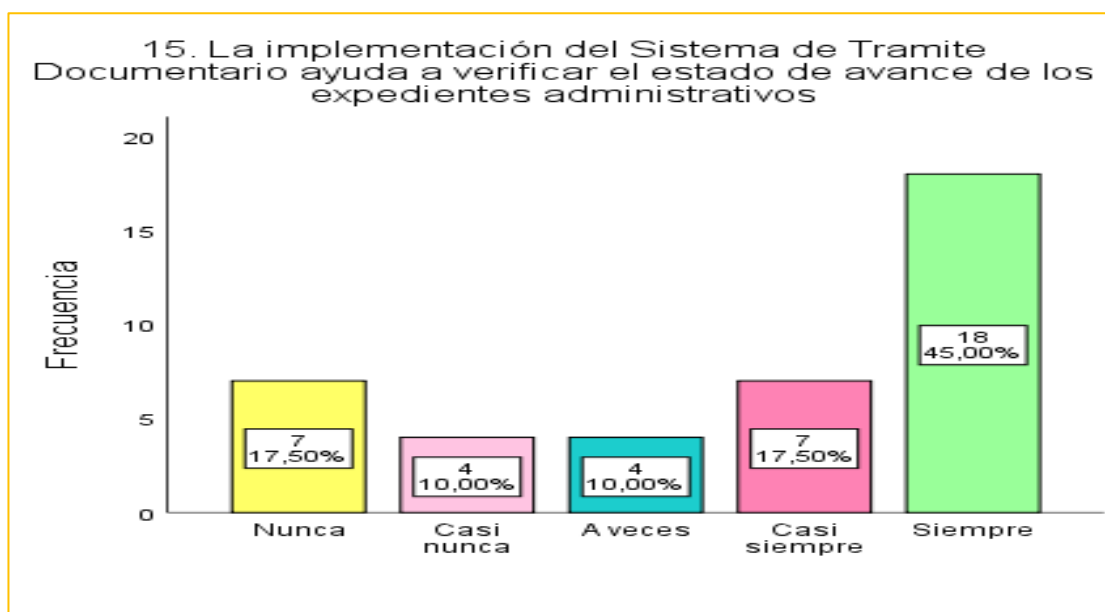 15. La implementación del Sistema de Tramite
Documentario ayuda a verificar el estado de avance de los
expedientes administrativos
20
15
10
5
0
Frecuencia
7
17,50%
4
10,00%
4
10,00%
7
17,50%
18
45,00%
Nunca
Casi
nunca
A veces
Casi
siempre
Siempre